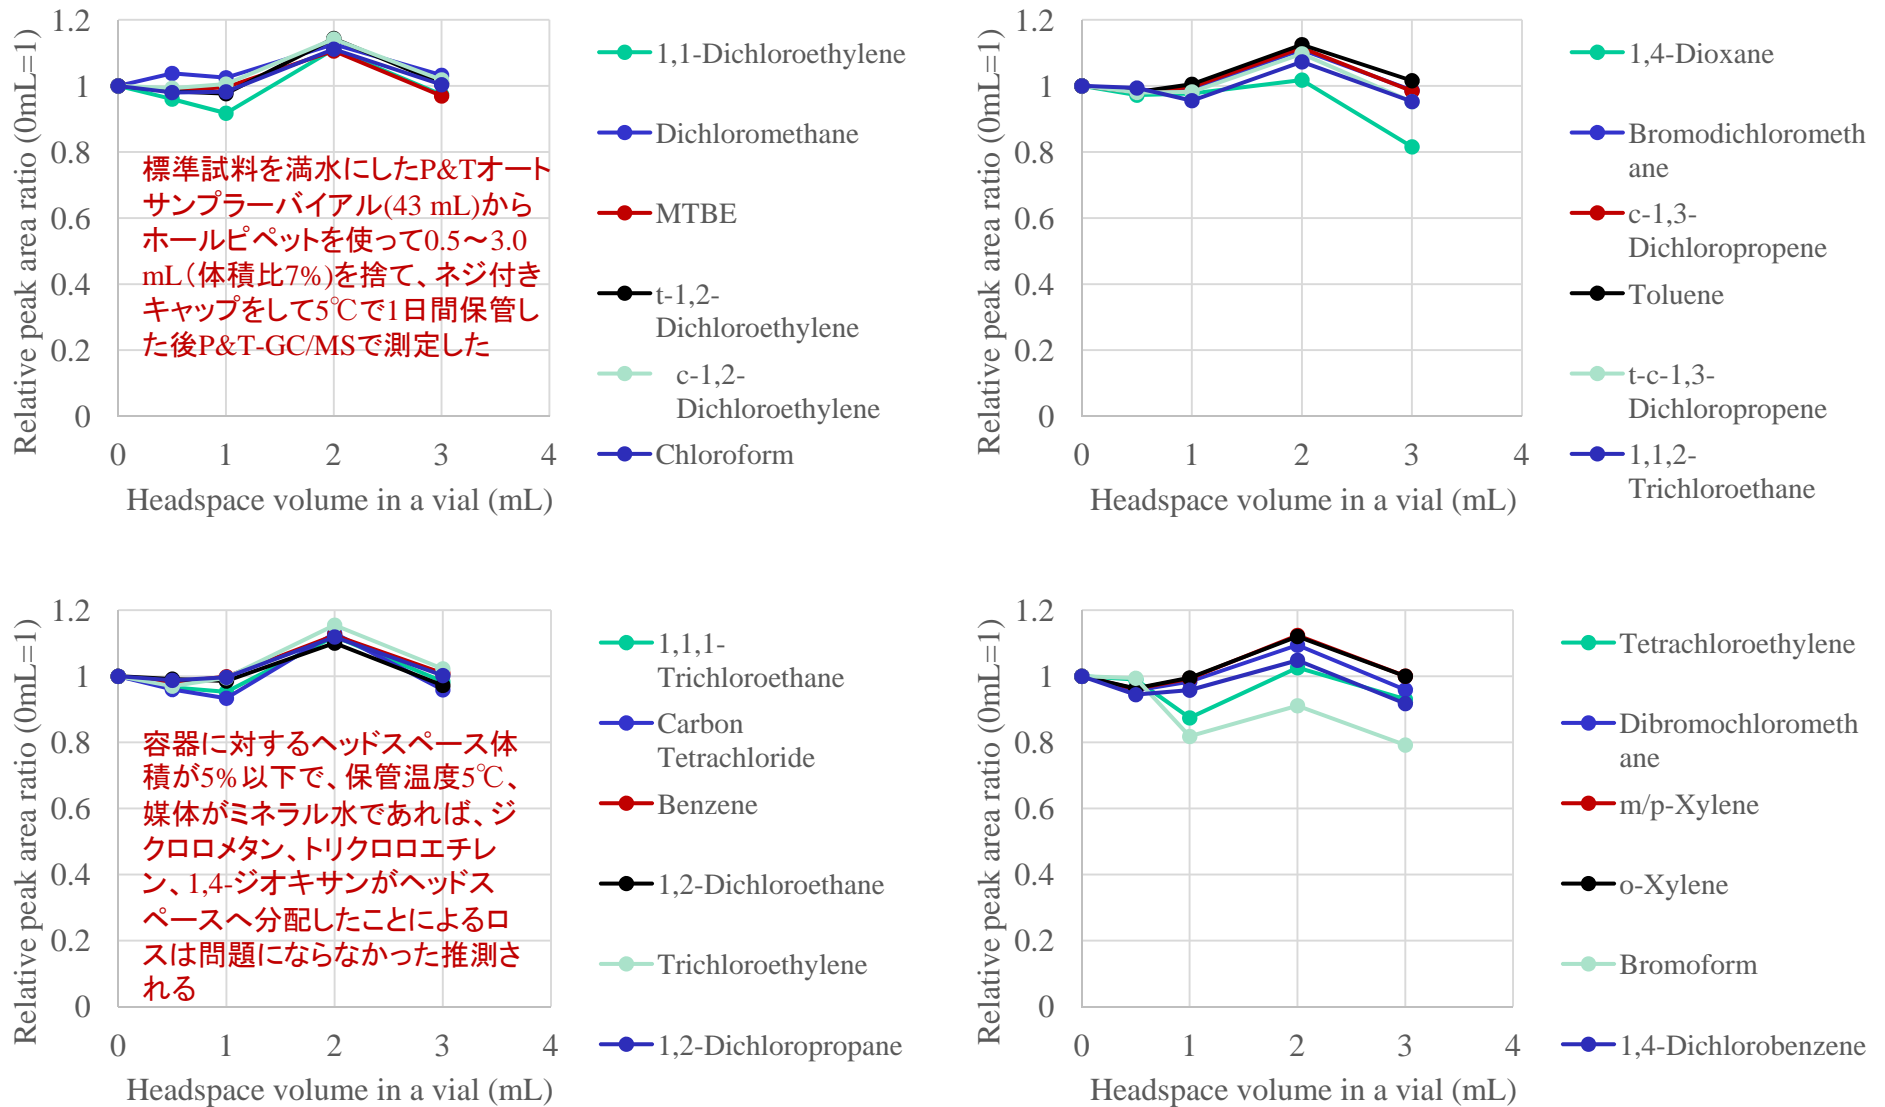 Relative peak area ratio (0mL=1)
1.2
1
0.8
0.6
0.4
0.2
0
0
1
2
3
4
Headspace volume in a vial (mL)
標準試料を満水にしたP&Tオート
サンプラーバイアル(43 mL)から
ホールピペットを使って0.5～3.0
mL（体積比7%)を捨て、ネジ付き
キャップをして5℃で1日間保管し
た後P&T-GC/MSで測定した
1,1-Dichloroethylene
Dichloromethane
MTBE
t-1,2-
Dichloroethylene
c-1,2-
Dichloroethylene
Chloroform
Relative peak area ratio (0mL=1)
1.2
1
0.8
0.6
0.4
0.2
0
0
1
2
3
4
Headspace volume in a vial (mL)
1,4-Dioxane
Bromodichlorometh
ane
c-1,3-
Dichloropropene
Toluene
t-c-1,3-
Dichloropropene
1,1,2-
Trichloroethane
Relative peak area ratio (0mL=1)
1.2
1
0.8
0.6
0.4
0.2
0
0
1
2
3
4
Headspace volume in a vial (mL)
容器に対するヘッドスペース体
積が5%以下で、保管温度5℃、
媒体がミネラル水であれば、ジ
クロロメタン、トリクロロエチレ
ン、1,4-ジオキサンがヘッドス
ペースへ分配したことによるロ
スは問題にならなかった推測さ
れる
1,1,1-
Trichloroethane
Carbon
Tetrachloride
Benzene
1,2-Dichloroethane
Trichloroethylene
1,2-Dichloropropane
Relative peak area ratio (0mL=1)
1.2
1
0.8
0.6
0.4
0.2
0
0
1
2
3
4
Headspace volume in a vial (mL)
Tetrachloroethylene
Dibromochlorometh
ane
m/p-Xylene
o-Xylene
Bromoform
1,4-Dichlorobenzene